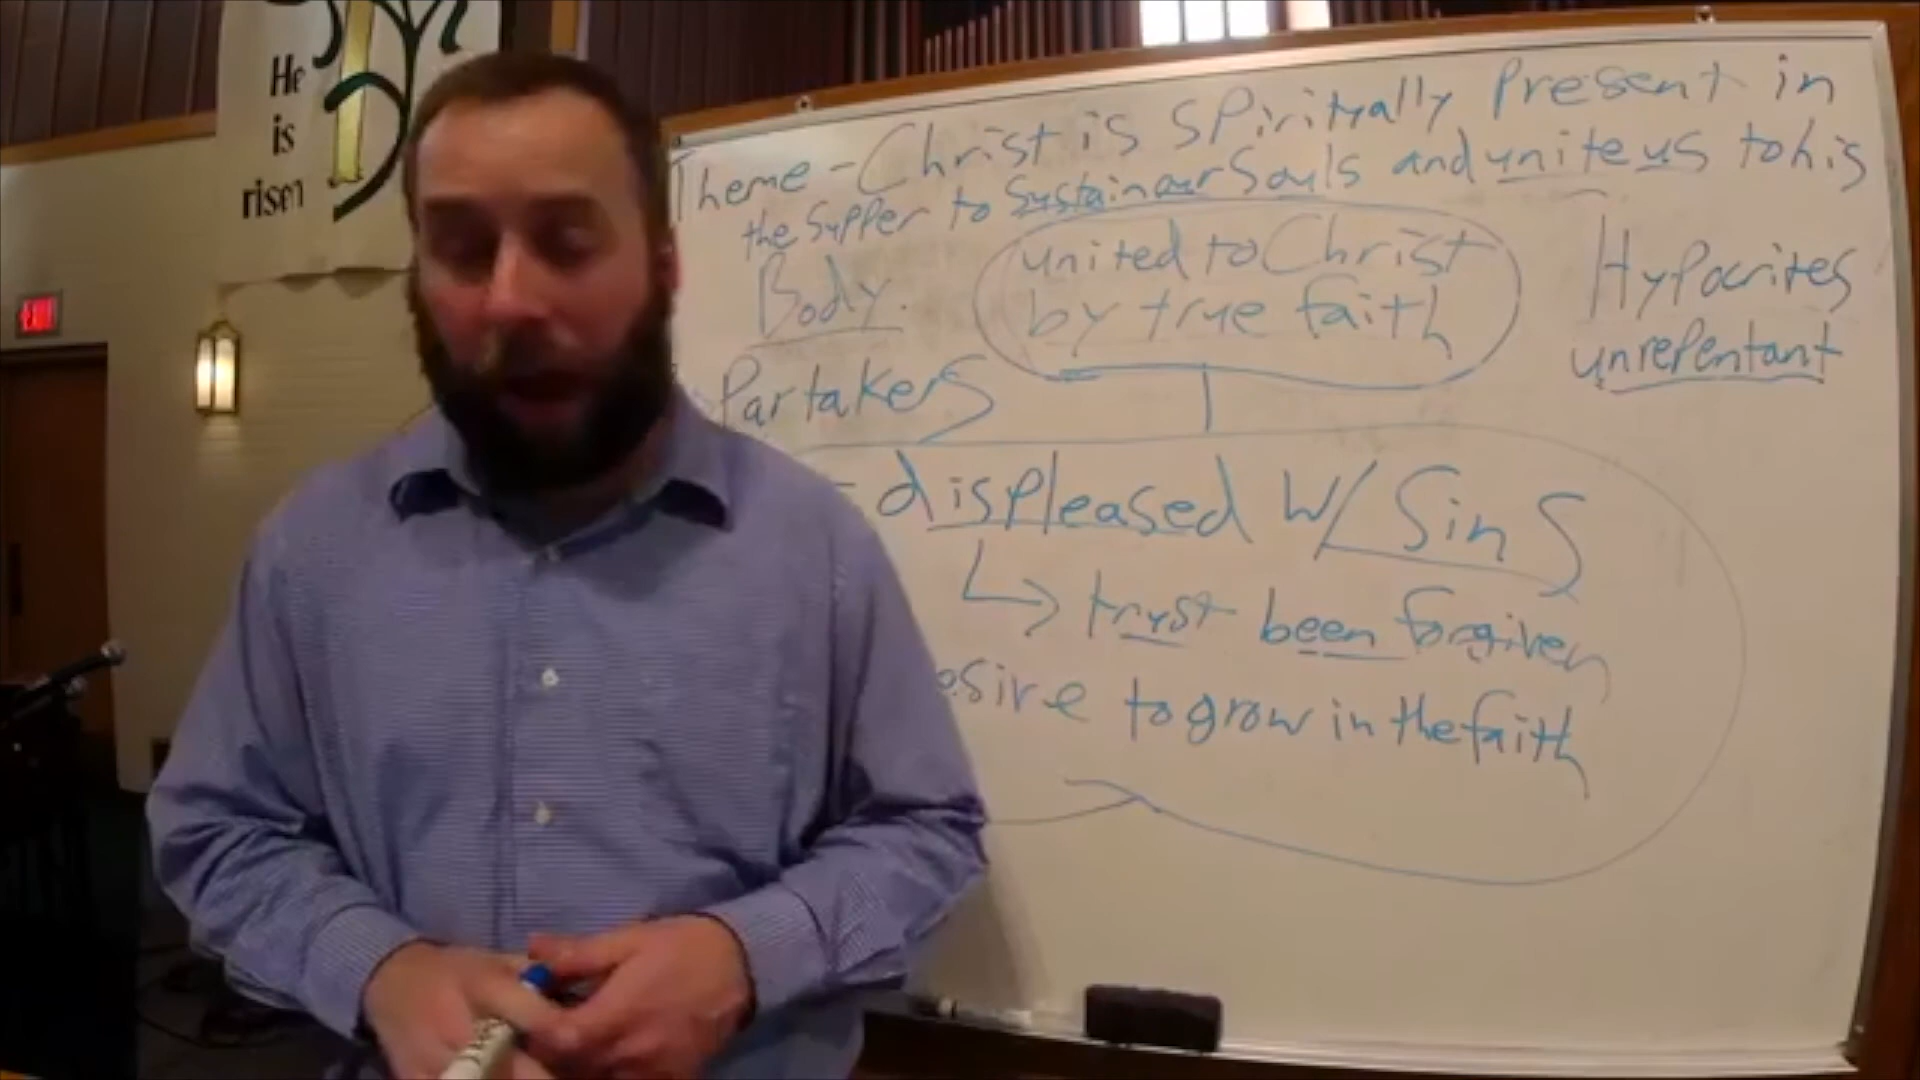 He
is
risen
EXIT
Theme - Christ is spiritually present in
the Supper to sustain our souls and unite us to his
Body.
united to Christ
by true faith
Hypocrites
unrepentant
Partakers
- displeased w/ Sins
trust been forgiven
esire to grow in the faith